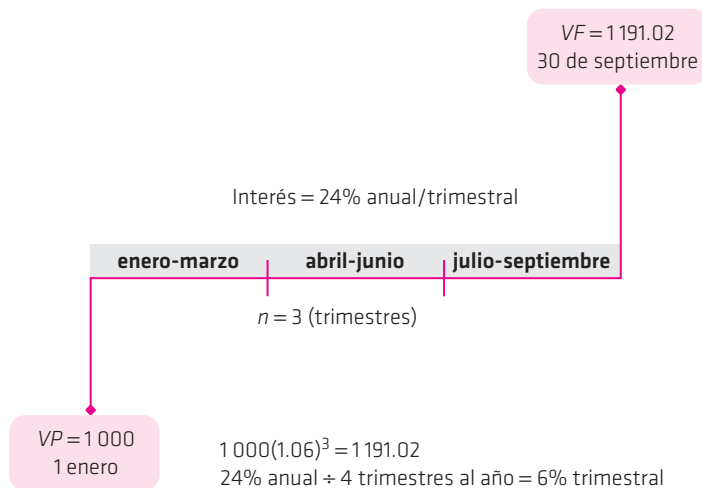 VF = 1 191.02
30 de septiembre
Interés = 24% anual/trimestral
enero-marzo abril-junio julio-septiembre
n = 3 (trimestres)
VP = 1 000
1 enero
1 000(1.06)³ = 1 191.02
24% anual ÷ 4 trimestres al año = 6% trimestral